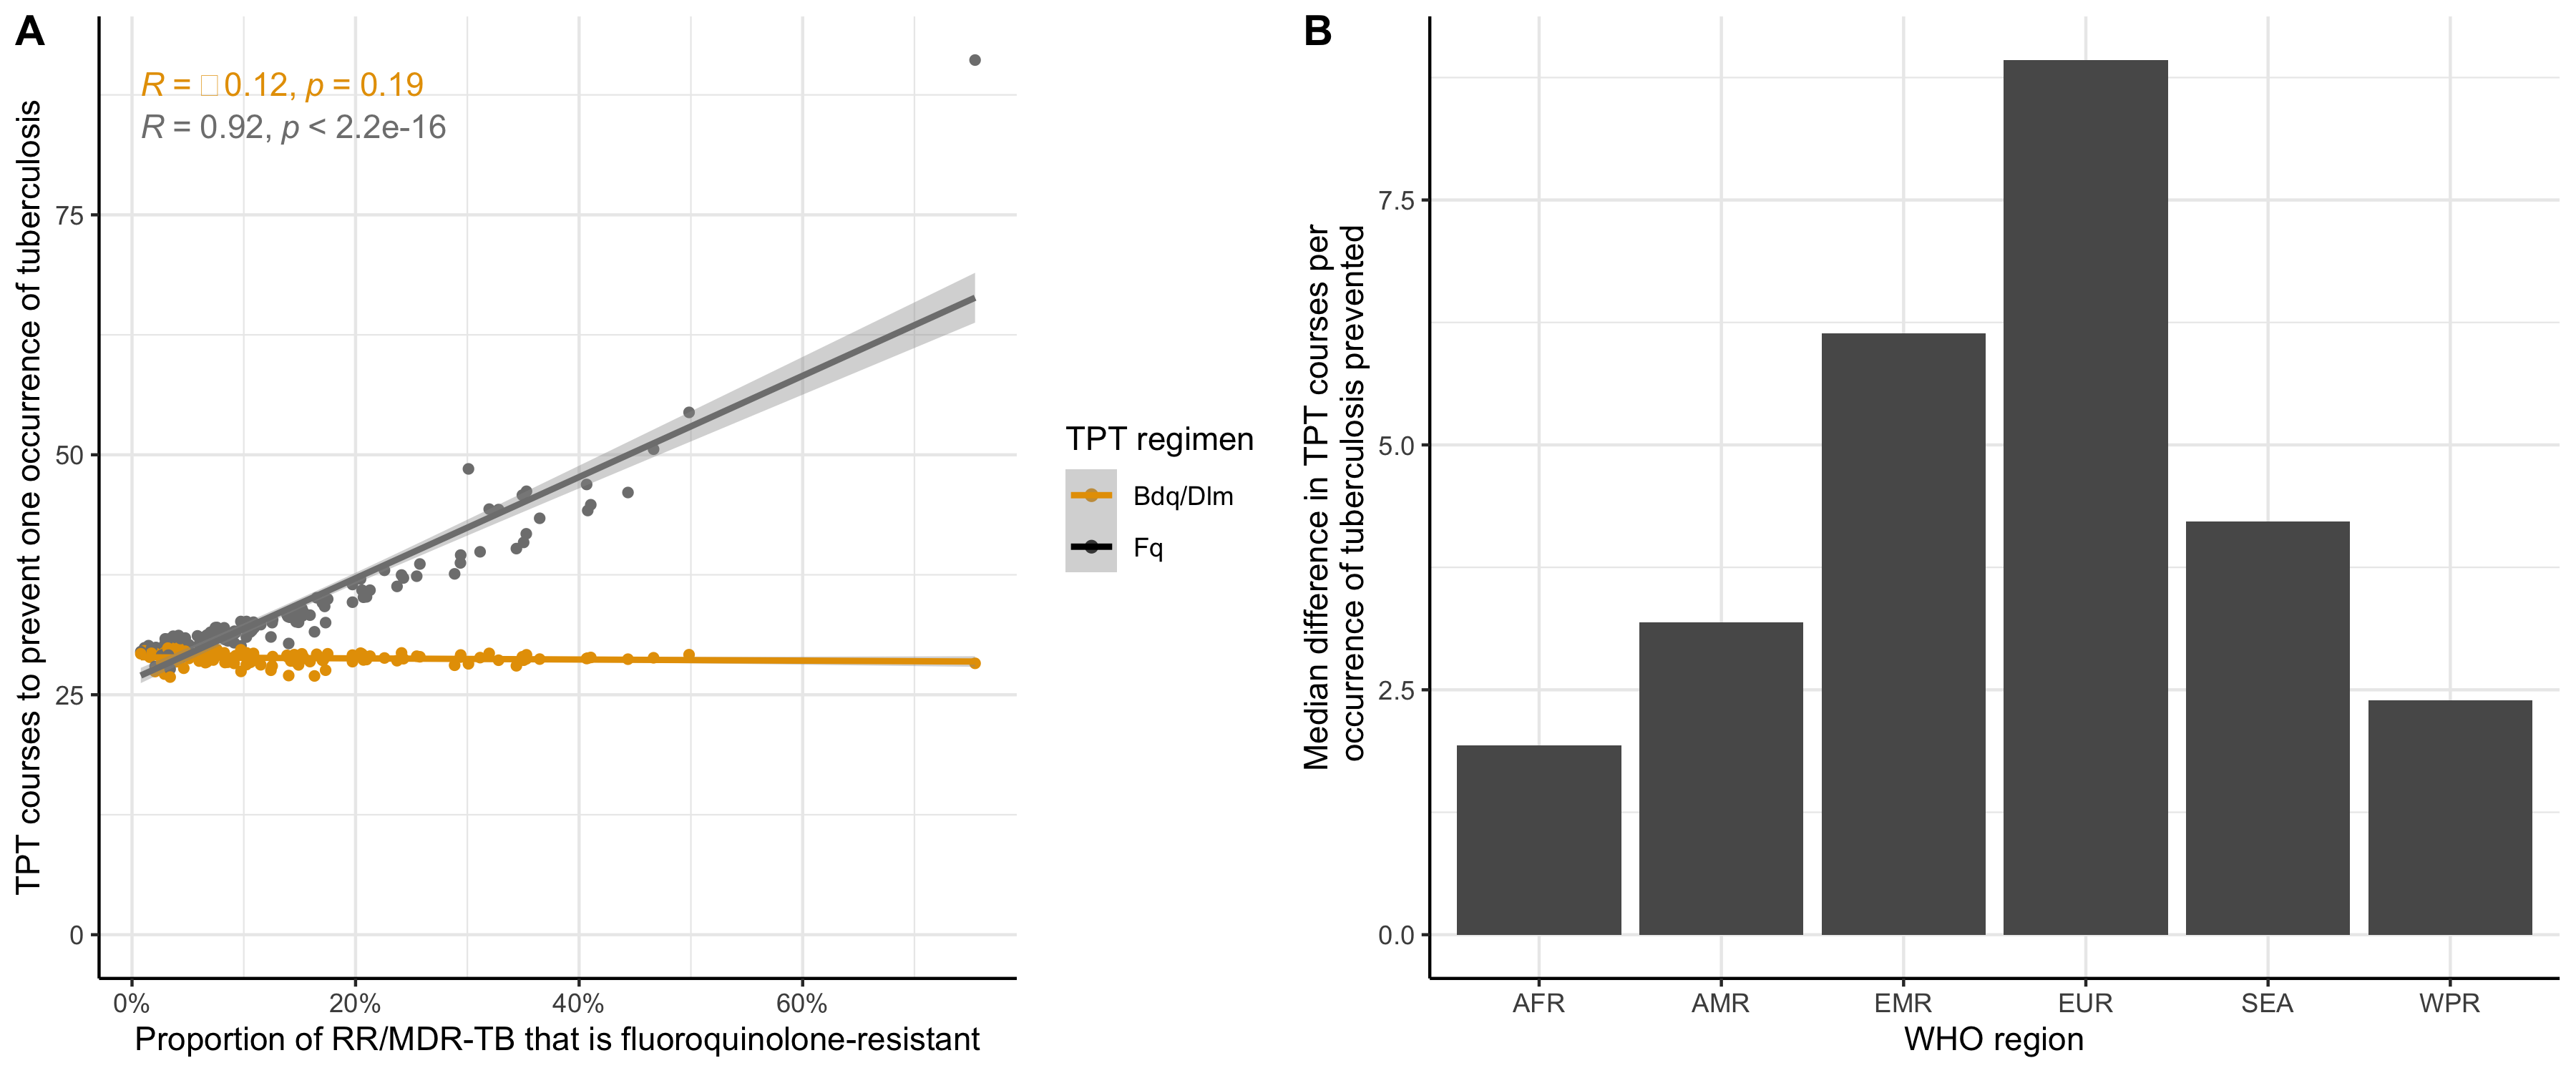 A
R = □ 0.12, p = 0.19
R = 0.92, p < 2.2e-16
TPT courses to prevent one occurrence of tuberculosis
75
50
25
0
0% 20% 40% 60%
Proportion of RR/MDR-TB that is fluoroquinolone-resistant
TPT regimen
Bdq/Dlm
Fq
B
Median difference in TPT courses per
occurrence of tuberculosis prevented
7.5
5.0
2.5
0.0
AFR AMR EMR EUR SEA WPR
WHO region